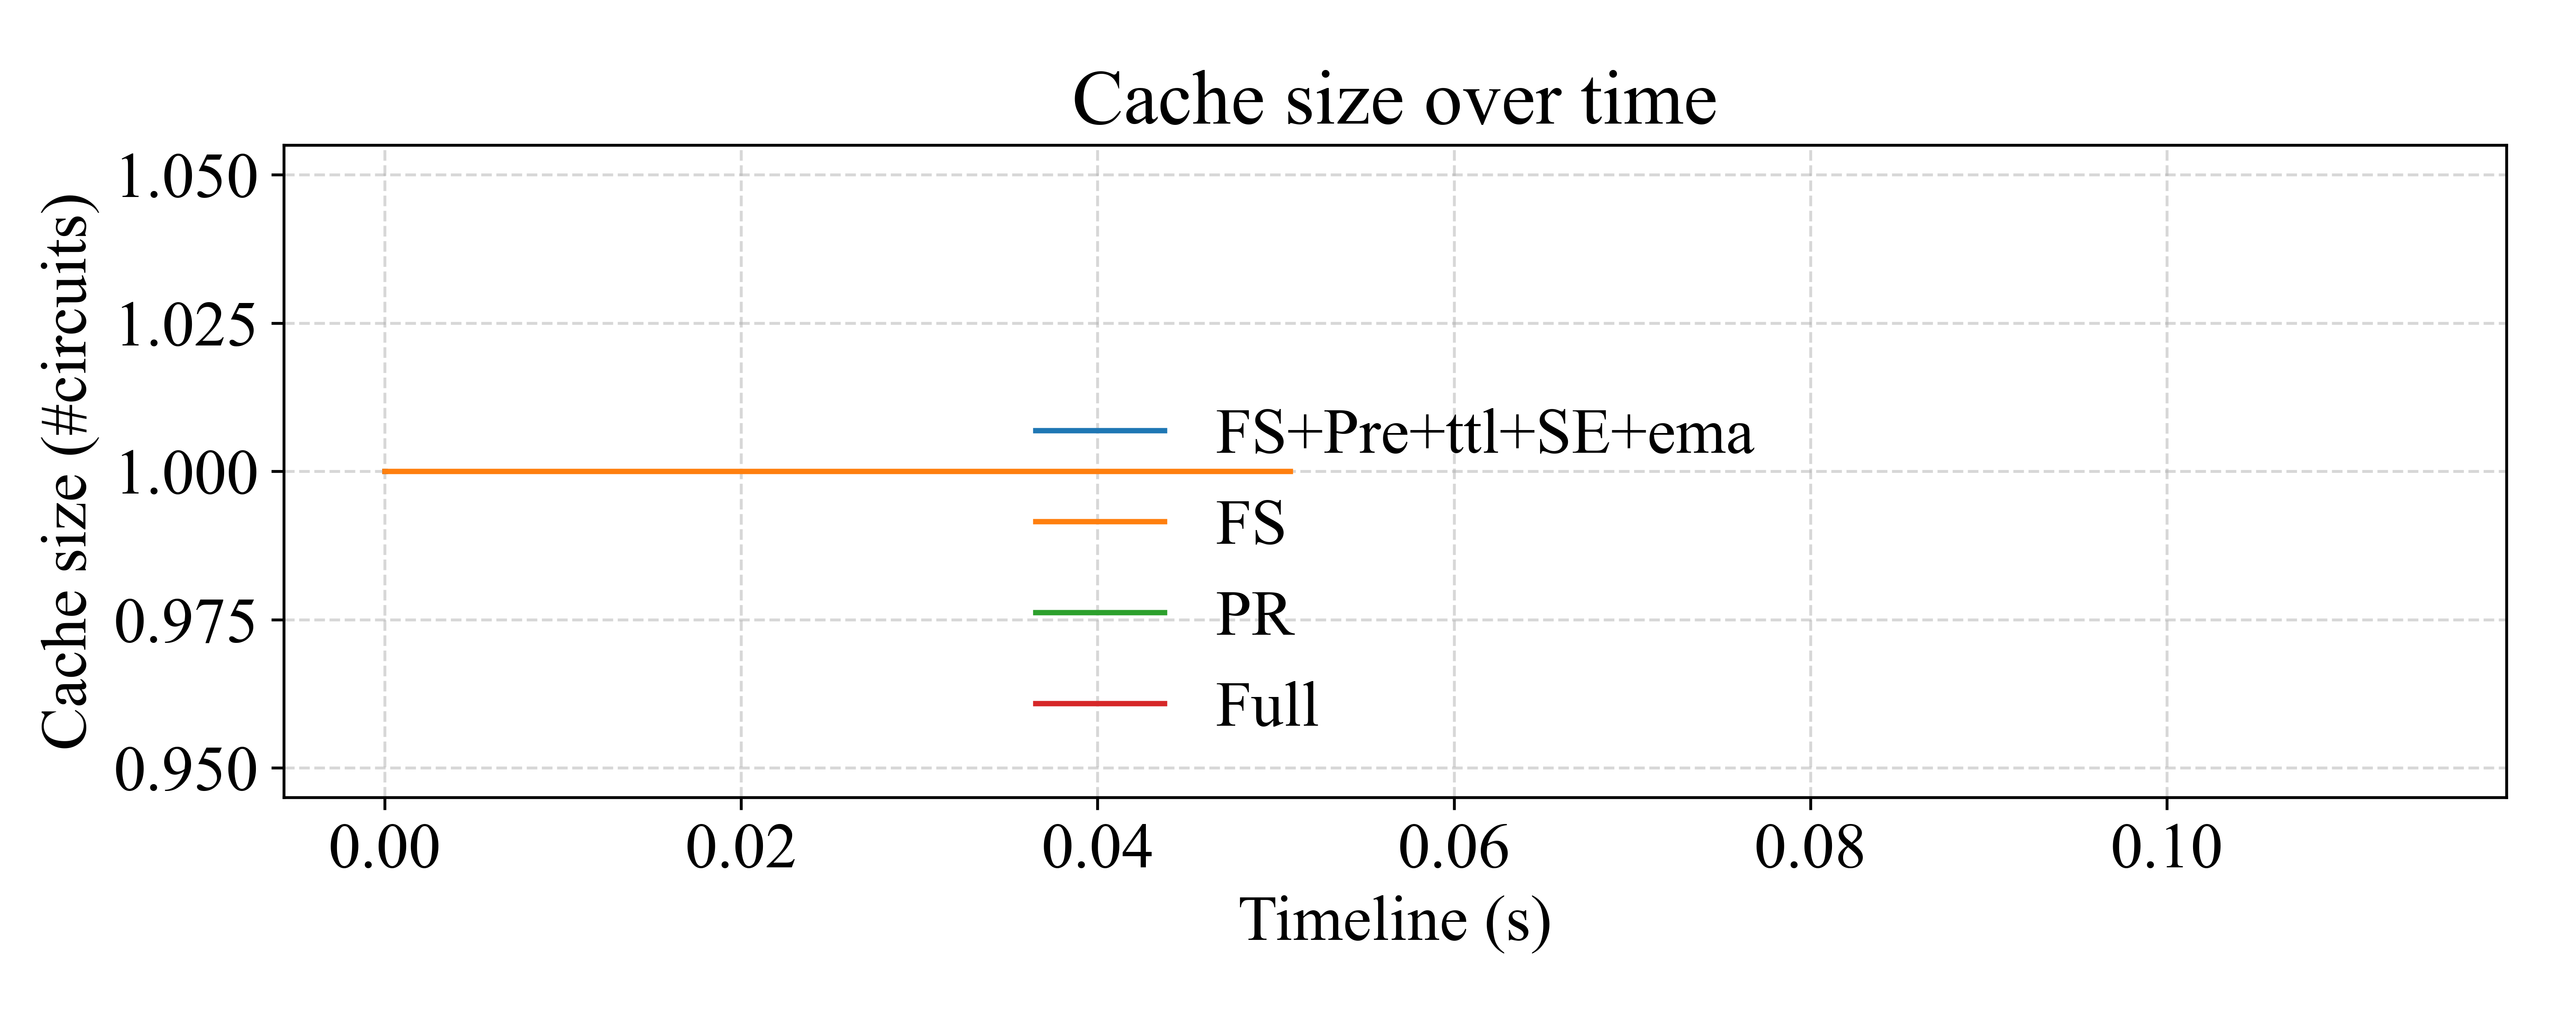 Cache size over time
Cache size (#circuits)
1.050
1.025
1.000
0.975
0.950
FS+Pre+ttl+SE+ema
FS
PR
Full
0.00 0.02 0.04 0.06 0.08 0.10
Timeline (s)